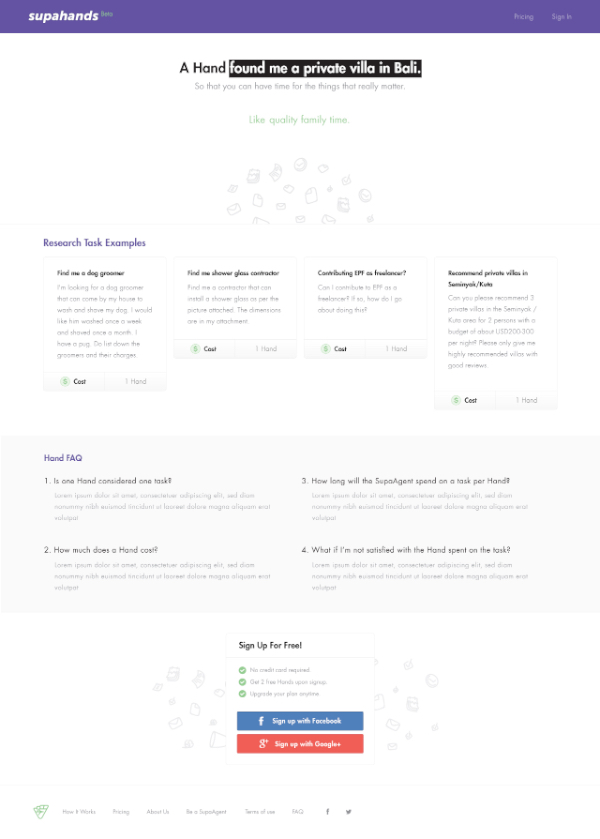 supahands Beta
Pricing Sign In
A Hand found me a private villa in Bali.
So that you can have time for the things that really matter.
Like quality family time.
Research Task Examples
Find me a dog groomer
I'm looking for a dog groomer
that can come by my house to
wash and shave my dog. I would
like him washed once a week
and shaved once a month. I
have a pug. Do list down the
groomers and their charges
$ Cost 1 Hand
Find me shower glass contractor
Find me a contractor that can
install a shower glass as per the
picture attached. The dimensions
are in my attachment
$ Cost 1 Hand
Contributing EPF as freelancer?
Can I contribute to EPF as a
freelancer? If so, how do I go
about doing this?
$ Cost 1 Hand
Recommend private villas in
Seminyak/Kuta
Can you please recommend 3
private villas in the Seminyak /
Kuta area for 2 persons with a
budget of about USD200-300
per night? Please only give me
highly recommended villas with
good reviews
$ Cost 1 Hand
Hand FAQ
1. Is one Hand considered one task?
Lorem ipsum dolor sit amet, consectetuer adipiscing elit, sed diam
nonummy nibh euismod tincidunt ut laoreet dolore magna aliquam erat
volutpat
2. How much does a Hand cost?
Lorem ipsum dolor sit amet, consectetuer adipiscing elit, sed diam
nonummy nibh euismod tincidunt ut laoreet dolore magna aliquam erat
volutpat
3. How long will the SupaAgent spend on a task per Hand?
Lorem ipsum dolor sit amet, consectetuer adipiscing elit, sed diam
nonummy nibh euismod tincidunt ut laoreet dolore magna aliquam erat
volutpat
4. What if I'm not satisfied with the Hand spent on the task?
Lorem ipsum dolor sit amet, consectetuer adipiscing elit, sed diam
nonummy nibh euismod tincidunt ut laoreet dolore magna aliquam erat
volutpat
Sign Up For Free!
No credit card required
Get 2 free Hands upon signup
Upgrade your plan anytime
f Sign up with Facebook
g+ Sign up with Google+
How It Works Pricing About Us Be a SupaAgent Terms of use FAQ f